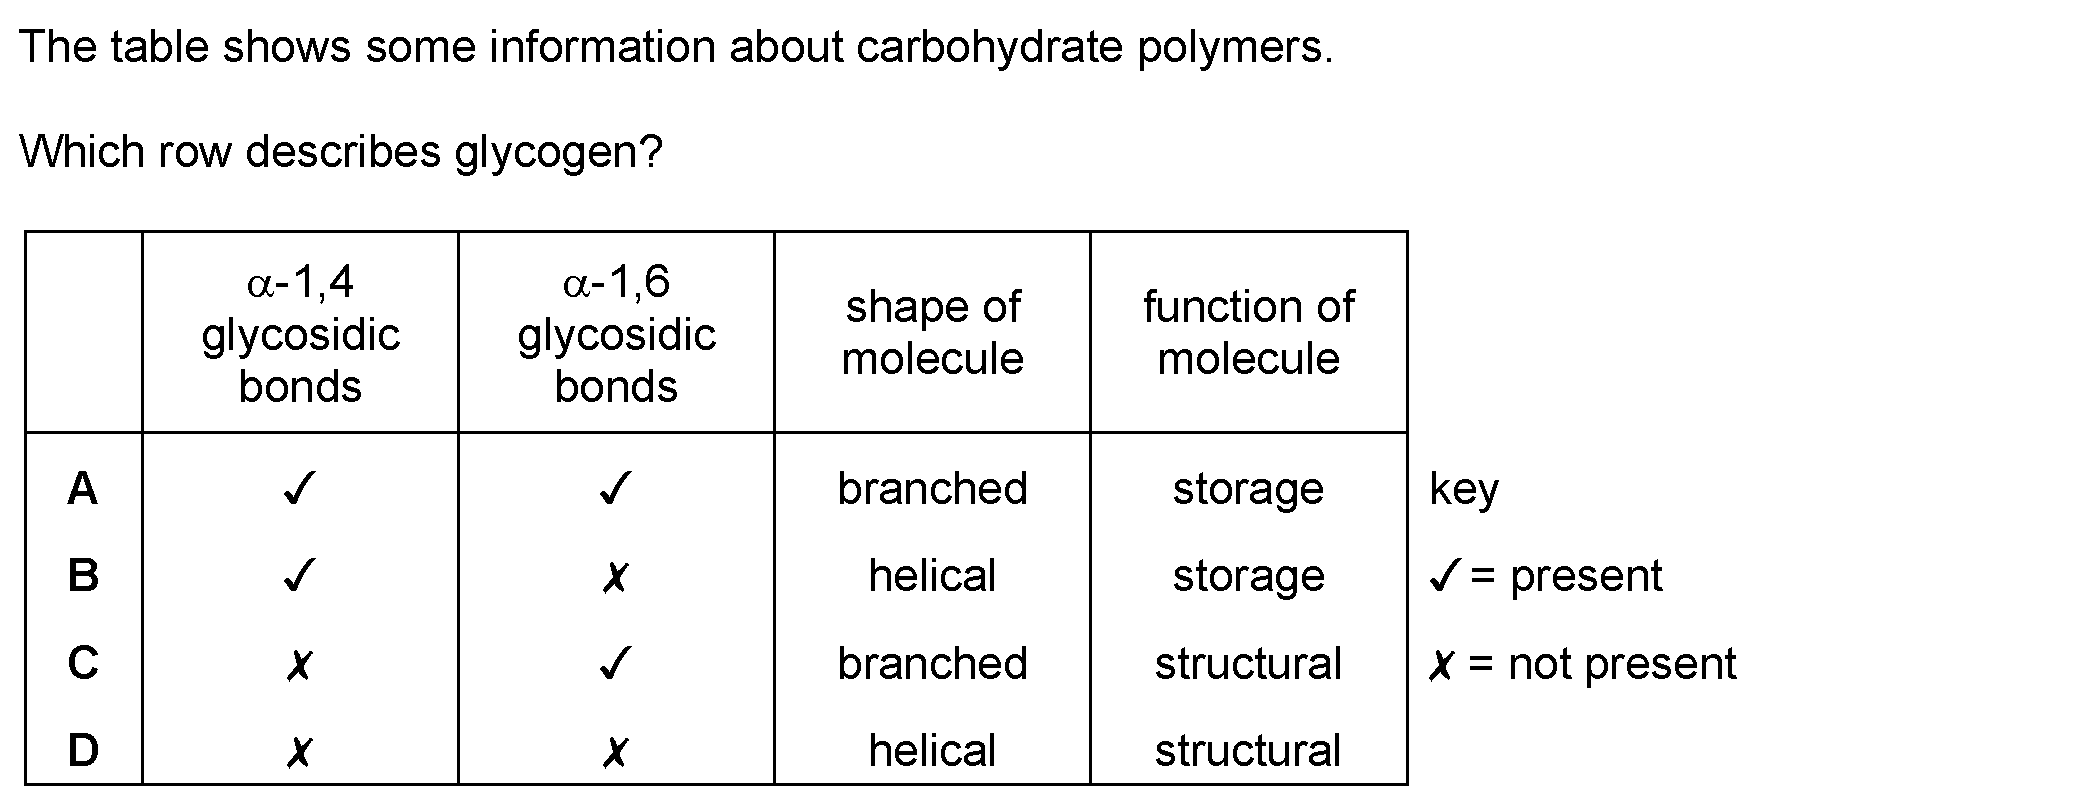 The table shows some information about carbohydrate polymers.
Which row describes glycogen?
α-1,4 glycosidic bonds α-1,6 glycosidic bonds shape of molecule function of molecule
A ✓ ✓ branched storage key
B ✓ ✗ helical storage ✓ = present
C ✗ ✓ branched structural ✗ = not present
D ✗ ✗ helical structural